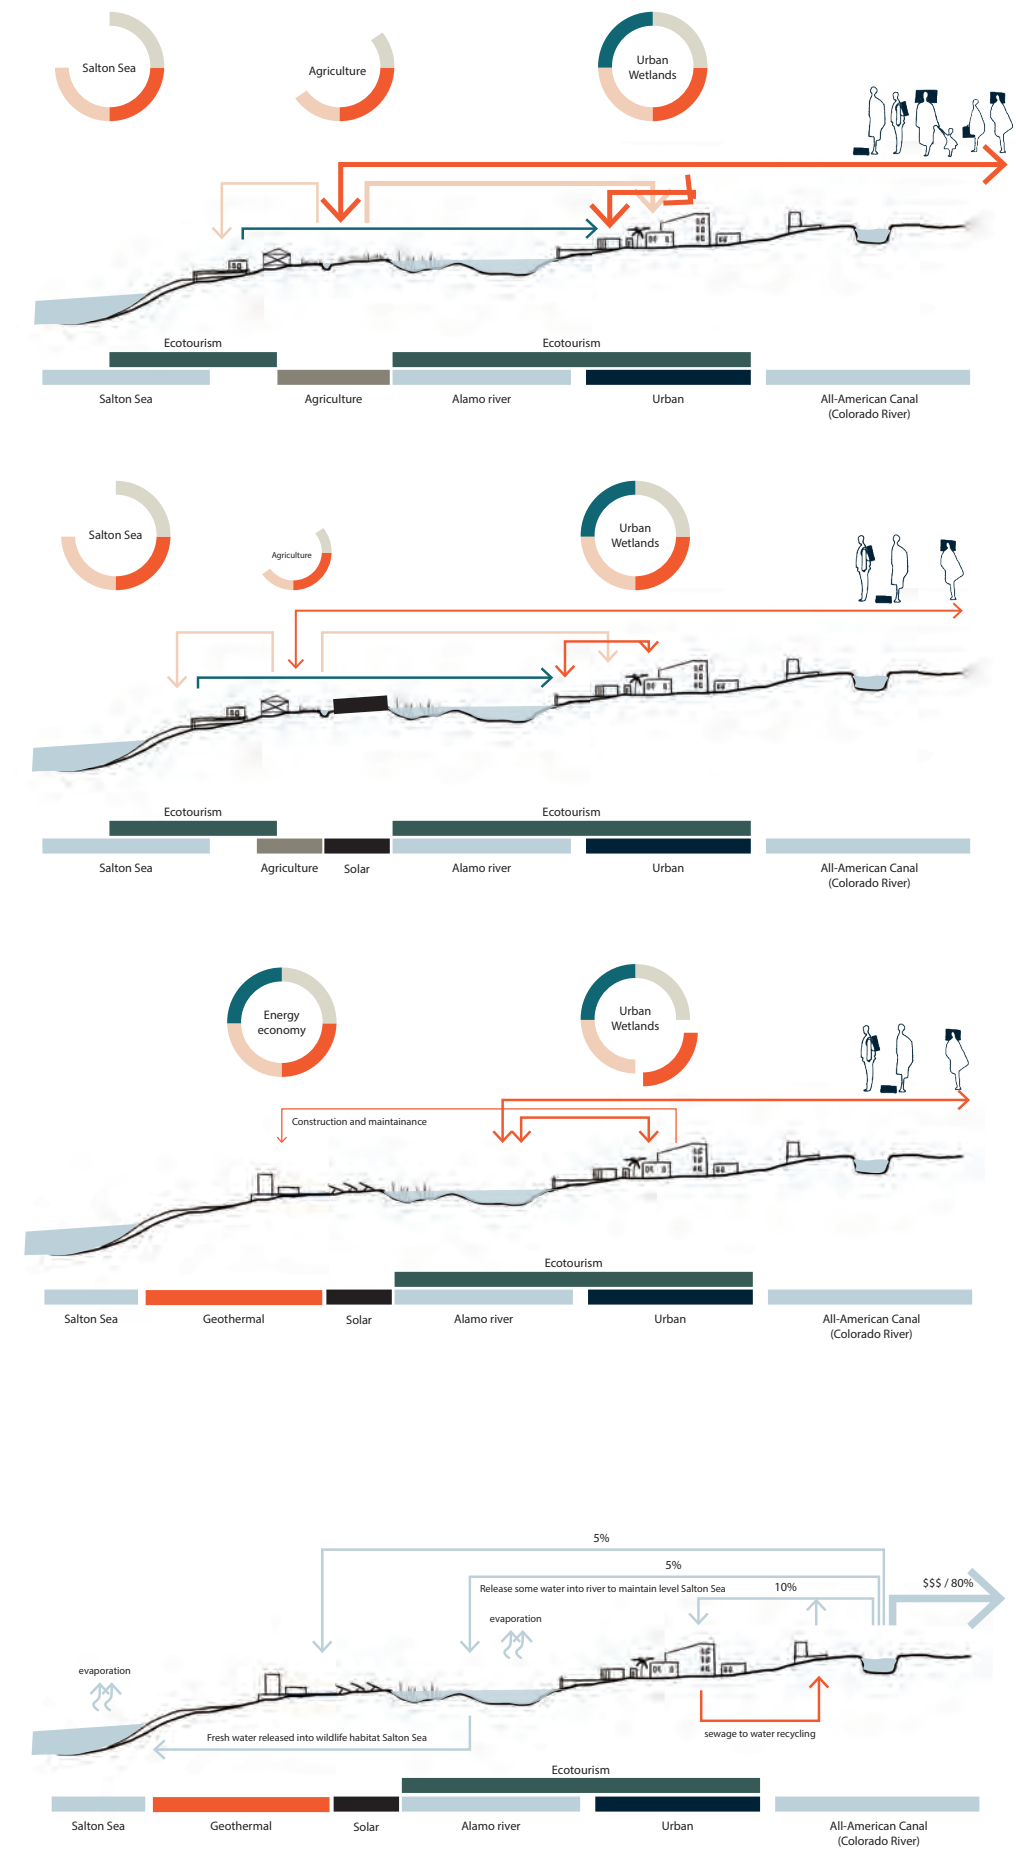 Salton Sea
Agriculture
Urban
Wetlands
Ecotourism
Ecotourism
Salton Sea
Agriculture
Alamo river
Urban
All-American Canal
(Colorado River)
Salton Sea
Agriculture
Urban
Wetlands
Ecotourism
Ecotourism
Salton Sea
Agriculture
Solar
Alamo river
Urban
All-American Canal
(Colorado River)
Energy
economy
Urban
Wetlands
Construction and maintainance
Ecotourism
Salton Sea
Geothermal
Solar
Alamo river
Urban
All-American Canal
(Colorado River)
5%
5%
$$$ / 80%
Release some water into river to maintain level Salton Sea
10%
evaporation
evaporation
Fresh water released into wildlife habitat Salton Sea
sewage to water recycling
Ecotourism
Salton Sea
Geothermal
Solar
Alamo river
Urban
All-American Canal
(Colorado River)